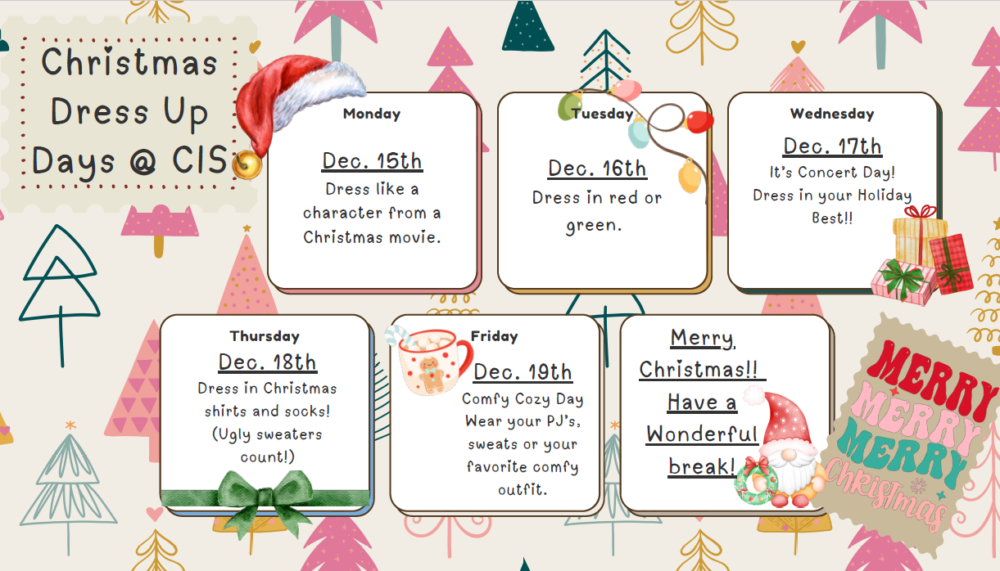 Christmas
Dress Up
Days @ CIS
Monday
Dec. 15th
Dress like a
character from a
Christmas movie.
Tuesday
Dec. 16th
Dress in red or
green.
Wednesday
Dec. 17th
It's Concert Day!
Dress in your Holiday
Best!!
Thursday
Dec. 18th
Dress in Christmas
shirts and socks!
(Ugly sweaters
count!)
Friday
Dec. 19th
Comfy Cozy Day
Wear your PJ's,
sweats or your
favorite comfy
outfit.
Merry
Christmas!!
Have a
Wonderful
break!
MERRY
MERRY
MERRY
Christmas